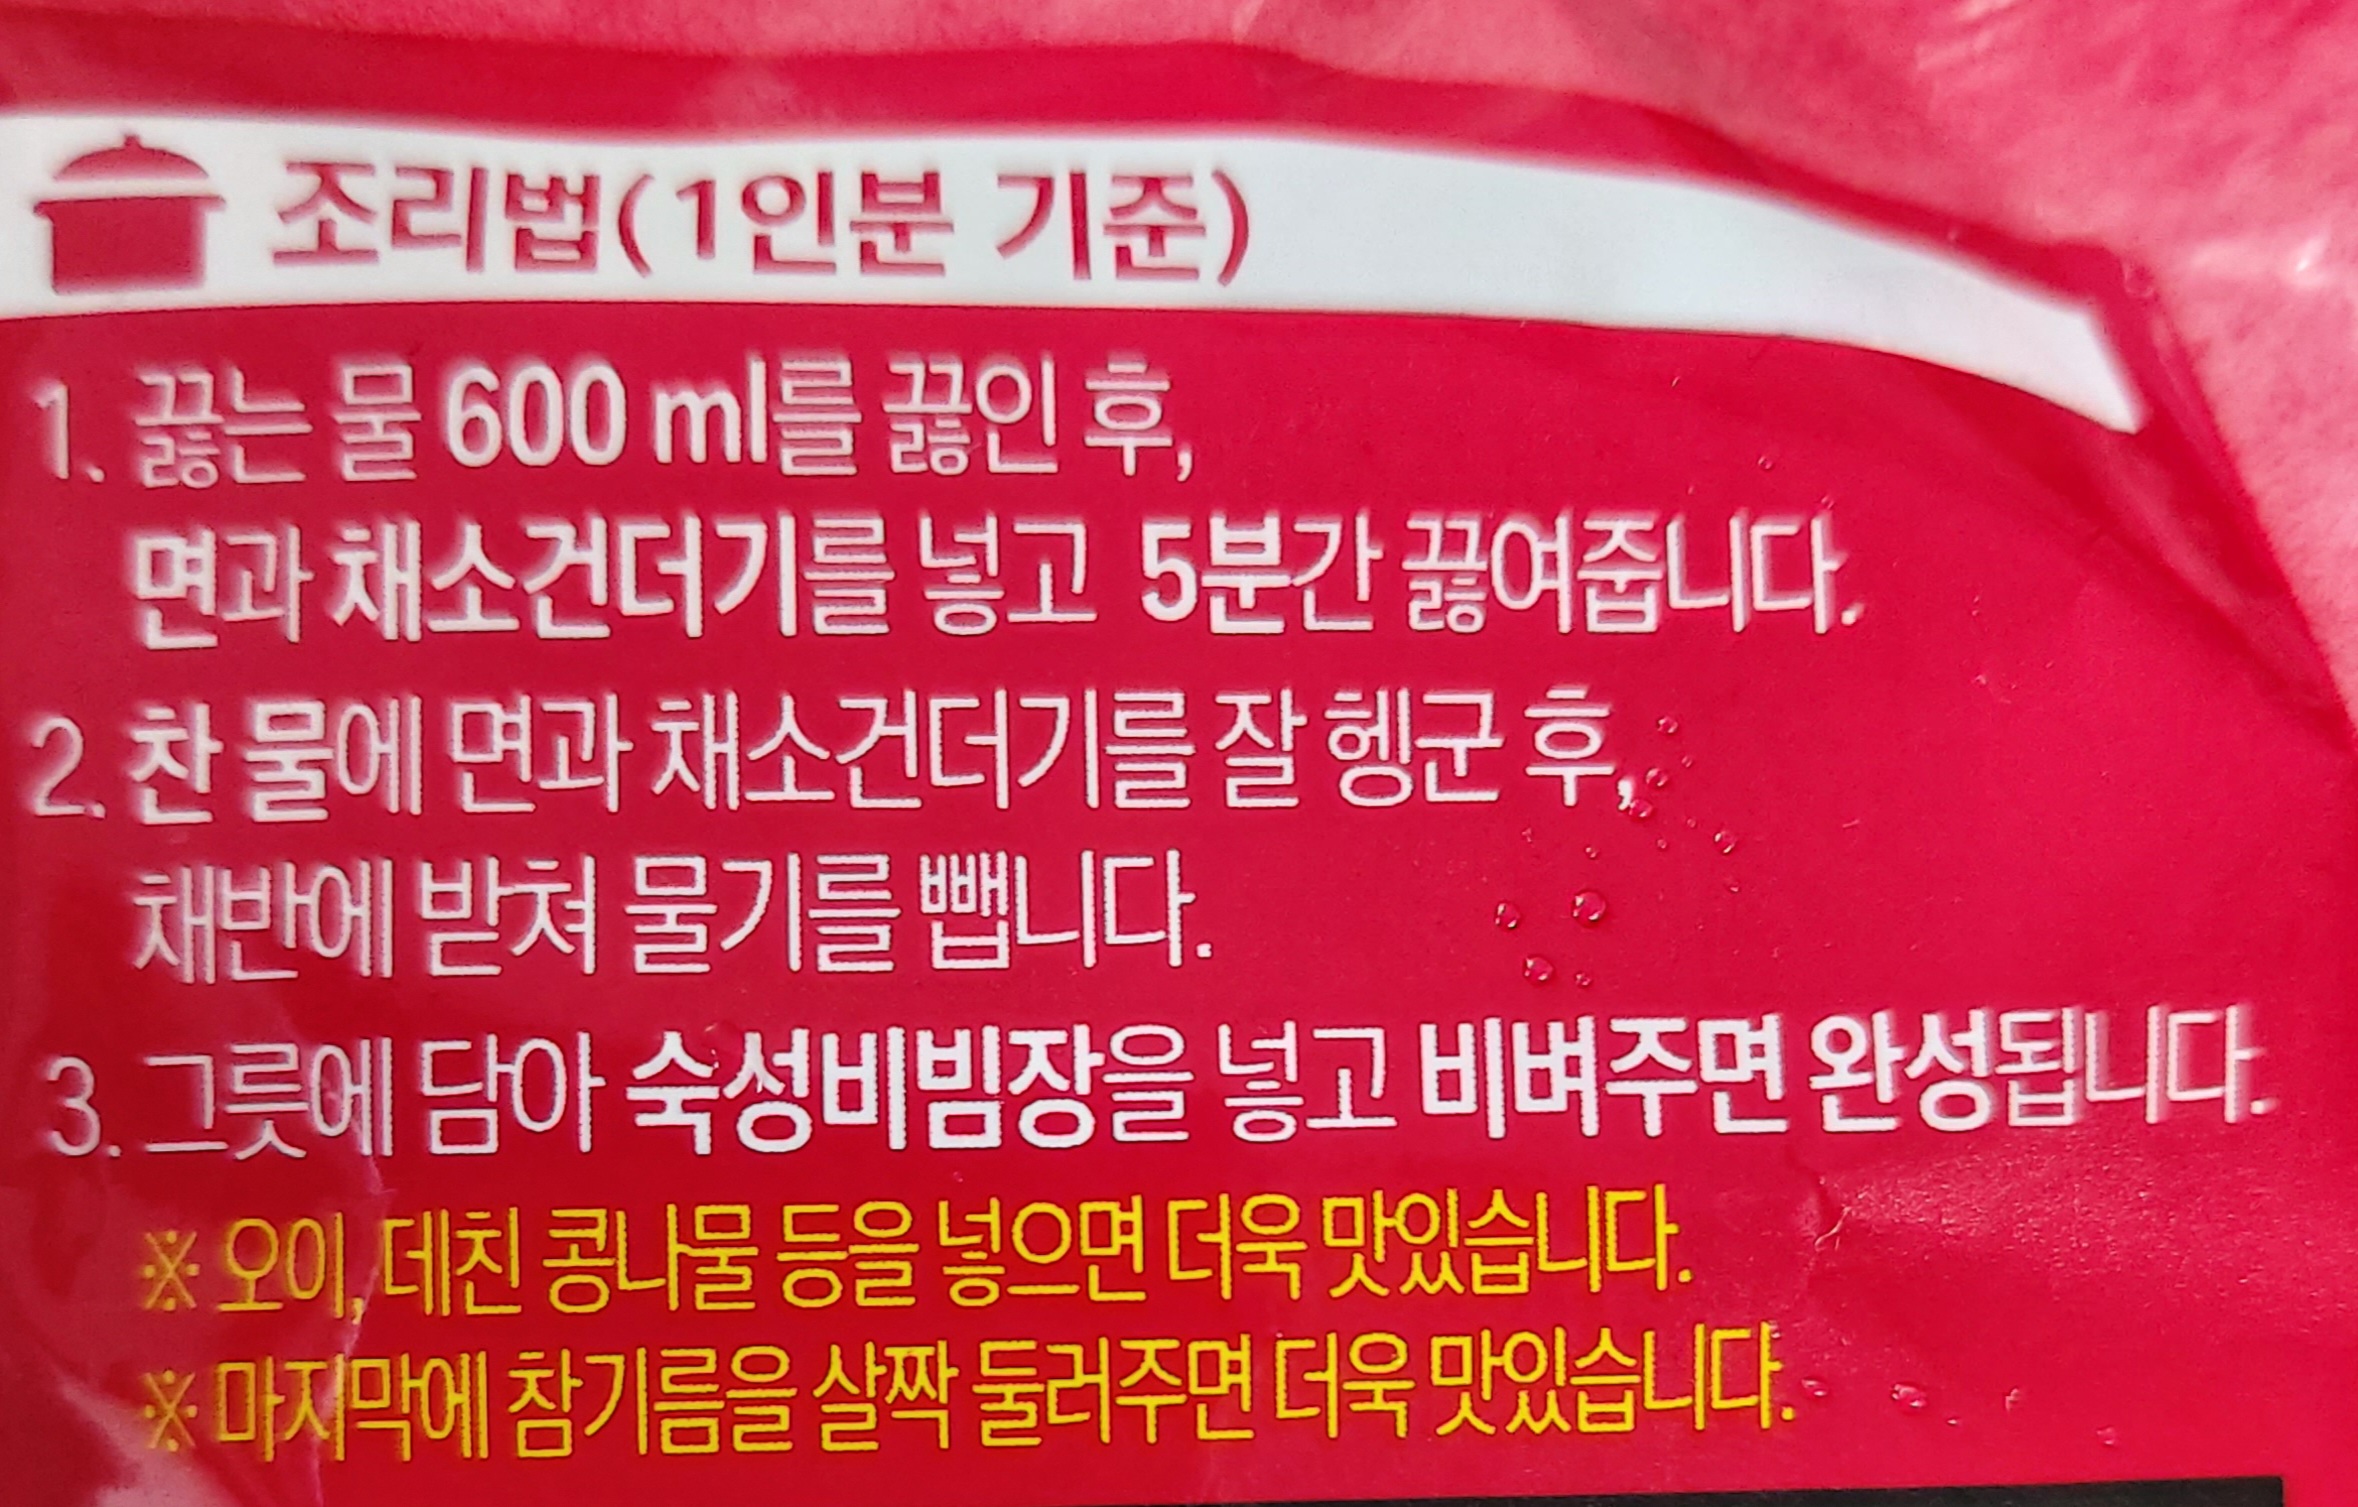 조리법(1인분 기준)
1. 끓는 물 600 ml를 끓인 후,
면과 채소건더기를 넣고 5분간 끓여줍니다.
2. 찬 물에 면과 채소건더기를 잘 헹군 후,
채반에 받쳐 물기를 뺍니다.
3. 그릇에 담아 숙성비빔장을 넣고 비벼주면 완성됩니다.
※ 오이, 데친 콩나물 등을 넣으면 더욱 맛있습니다.
※ 마지막에 참기름을 살짝 둘러주면 더욱 맛있습니다.